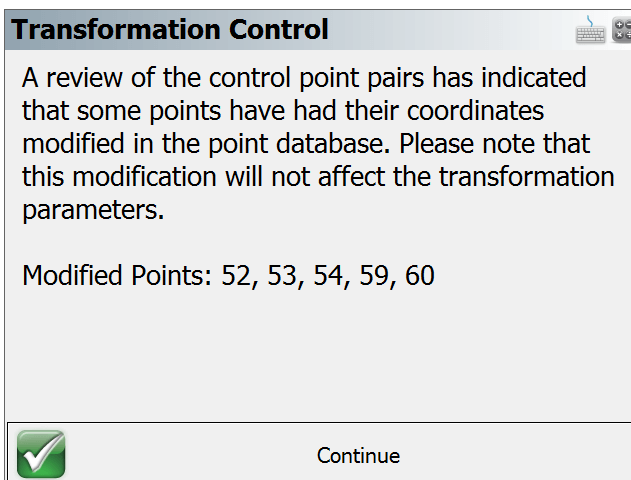 Transformation Control
A review of the control point pairs has indicated
that some points have had their coordinates
modified in the point database. Please note that
this modification will not affect the transformation
parameters.
Modified Points: 52, 53, 54, 59, 60
Continue